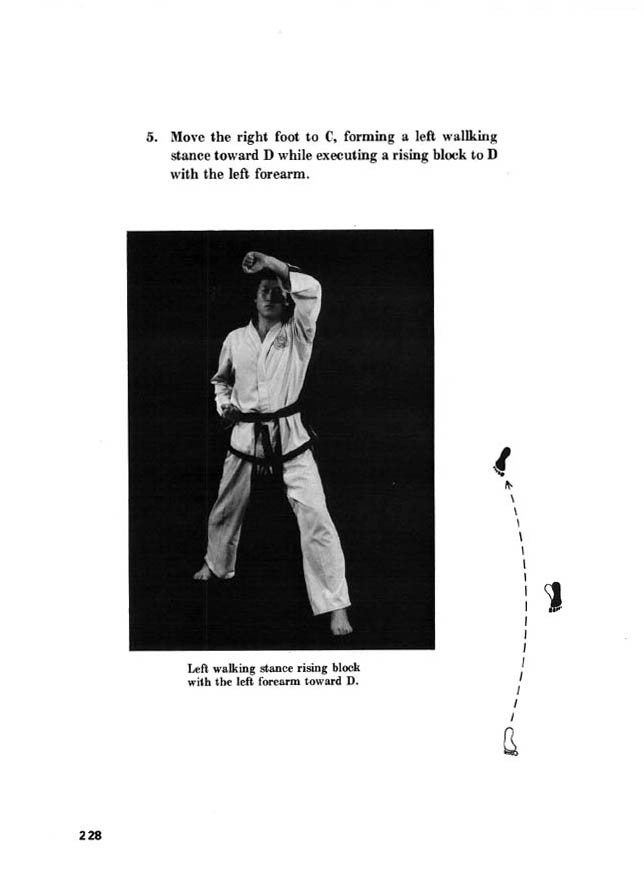 5. Move the right foot to C, forming a left wallking
stance toward D while executing a rising block to D
with the left forearm.
Left walking stance rising block
with the left forearm toward D.
228